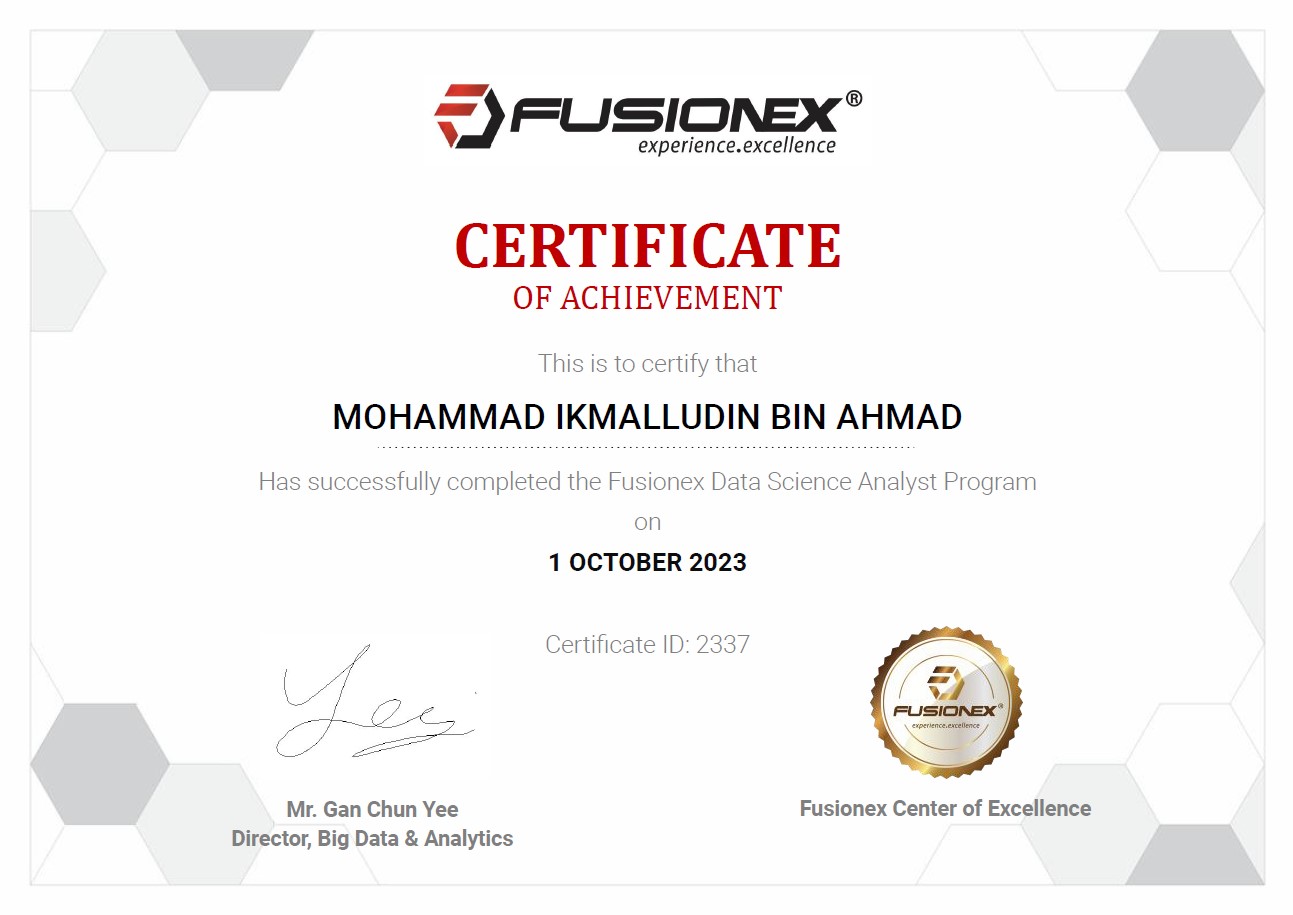 FUSIONEX®
experience.excellence
CERTIFICATE
OF ACHIEVEMENT
This is to certify that
MOHAMMAD IKMALLUDIN BIN AHMAD
Has successfully completed the Fusionex Data Science Analyst Program
on
1 OCTOBER 2023
Certificate ID: 2337
Yee
FUSIONEX®
experience.excellence
Mr. Gan Chun Yee
Director, Big Data & Analytics
Fusionex Center of Excellence